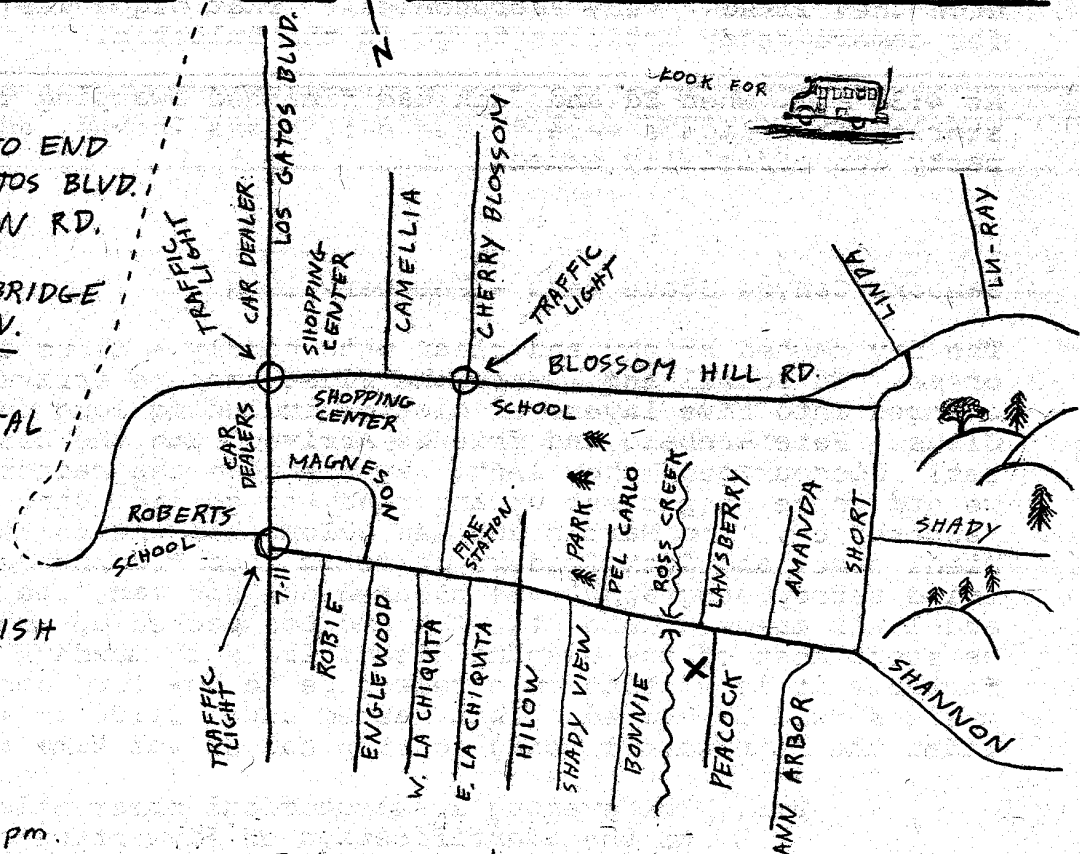 N
LOOK FOR
O END
TOS BLVD.
N RD.
BRIDGE
V.
TAL
ISH
pm.
LOS GATOS BLVD.
CAR DEALER
TRAFFIC
LIGHT
SHOPPING
CENTER
CAMELLIA
CHERRY BLOSSOM
TRAFFIC
LIGHT
LINDA
LU-RAY
BLOSSOM HILL RD.
SHOPPING
CENTER
SCHOOL
CAR
DEALERS
MAGNESON
ROBERTS
SCHOOL
FIRE
STATION
PARK
DEL CARLO
ROSS CREEK
LANSBERRY
AMANDA
SHORT
SHADY
7-11
TRAFFIC
LIGHT
ROBIE
ENGLEWOOD
W. LA CHIQUTA
E. LA CHIQUTA
HILOW
SHADY VIEW
BONNIE
X
PEACOCK
ANN ARBOR
SHANNON